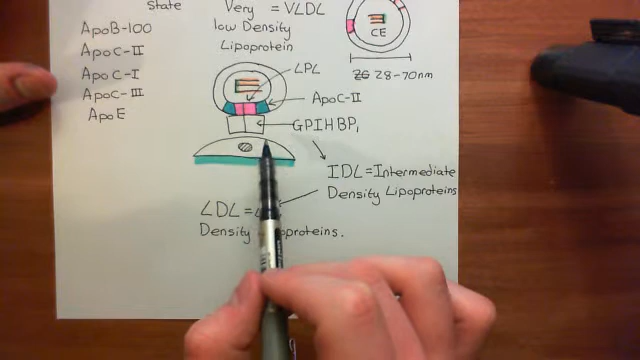 State
ApoB-100
ApoC-II
ApoC-I
ApoC-III
ApoE
Very = VLDL
low Density
Lipoprotein
CE
28-70nm
LPL
ApoC-II
GPIHBP1
IDL = Intermediate
Density Lipoproteins
LDL =
Density